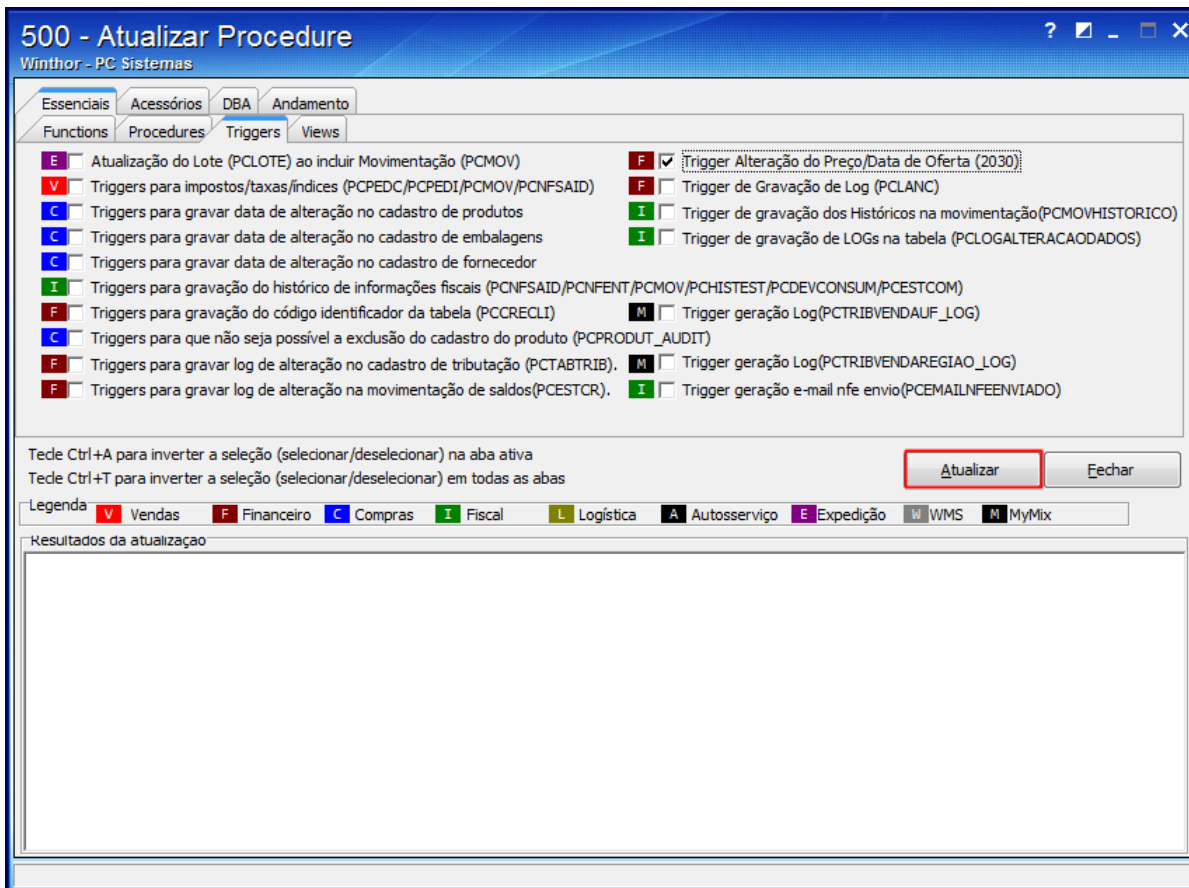 500 - Atualizar Procedure
Winthor - PC Sistemas
Essenciais Acessórios DBA Andamento
Functions Procedures Triggers Views
E Atualização do Lote (PCLOTE) ao incluir Movimentação (PCMOV)
F Trigger Alteração do Preço/Data de Oferta (2030)
V Triggers para impostos/taxas/índices (PCPEDC/PCPEDI/PCMOV/PCNFSAID)
F Trigger de Gravação de Log (PCLANC)
C Triggers para gravar data de alteração no cadastro de produtos
I Trigger de gravação dos Históricos na movimentação(PCMOVHISTORICO)
C Triggers para gravar data de alteração no cadastro de embalagens
I Trigger de gravação de LOGs na tabela (PCLOGALTERACAODADOS)
C Triggers para gravar data de alteração no cadastro de fornecedor
I Triggers para gravação do histórico de informações fiscais (PCNFSAID/PCNFENT/PCMOV/PCHISTEST/PCDEVCONSUM/PCESTCOM)
F Triggers para gravação do código identificador da tabela (PCCRECLI)
M Trigger geração Log(PCTRIBVENDAUF_LOG)
C Triggers para que não seja possível a exclusão do cadastro do produto (PCPRODUT_AUDIT)
F Triggers para gravar log de alteração no cadastro de tributação (PCTABTRIB).
M Trigger geração Log(PCTRIBVENDAREGIAO_LOG)
F Triggers para gravar log de alteração na movimentação de saldos(PCESTCR).
I Trigger geração e-mail nfe envio(PCEMAILNFEENVIADO)
Tecle Ctrl+A para inverter a seleção (selecionar/deselecionar) na aba ativa
Tecle Ctrl+T para inverter a seleção (selecionar/deselecionar) em todas as abas
Atualizar Fechar
Legenda
V Vendas F Financeiro C Compras I Fiscal L Logística A Autosserviço E Expedição W WMS M MyMix
Resultados da atualização